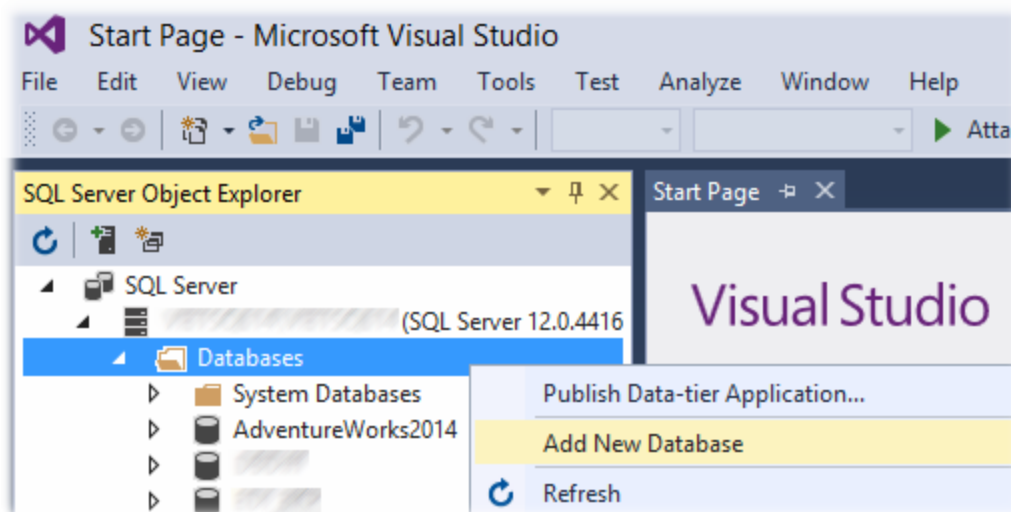 Start Page - Microsoft Visual Studio
File Edit View Debug Team Tools Test Analyze Window Help
Atta
SQL Server Object Explorer
Start Page
SQL Server
(SQL Server 12.0.4416
Visual Studio
Databases
System Databases
AdventureWorks2014
Publish Data-tier Application...
Add New Database
Refresh